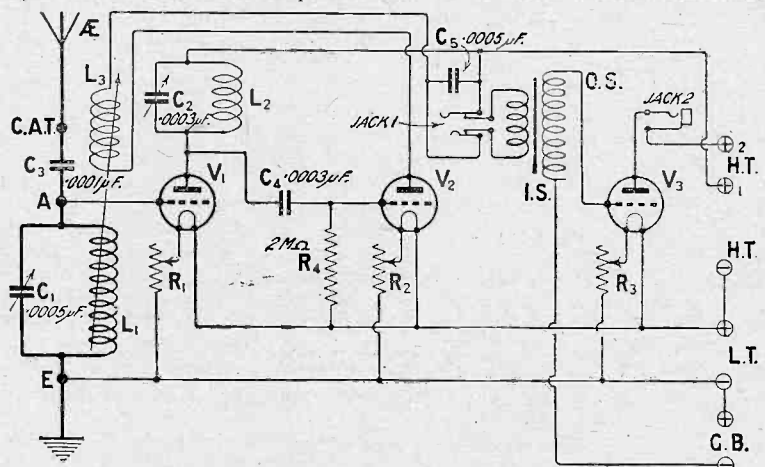 Æ
C.A.T.
C3
.0001μF.
A
C1
.0005μF.
L1
E
L3
C2
.0003μF.
L2
V1
R1
C4 .0003μF.
2MΩ
R4
V2
R2
C5 .0005μF.
JACK 1
O.S.
I.S.
JACK 2
V3
R3
2
H.T.
1
H.T.
L.T.
G.B.